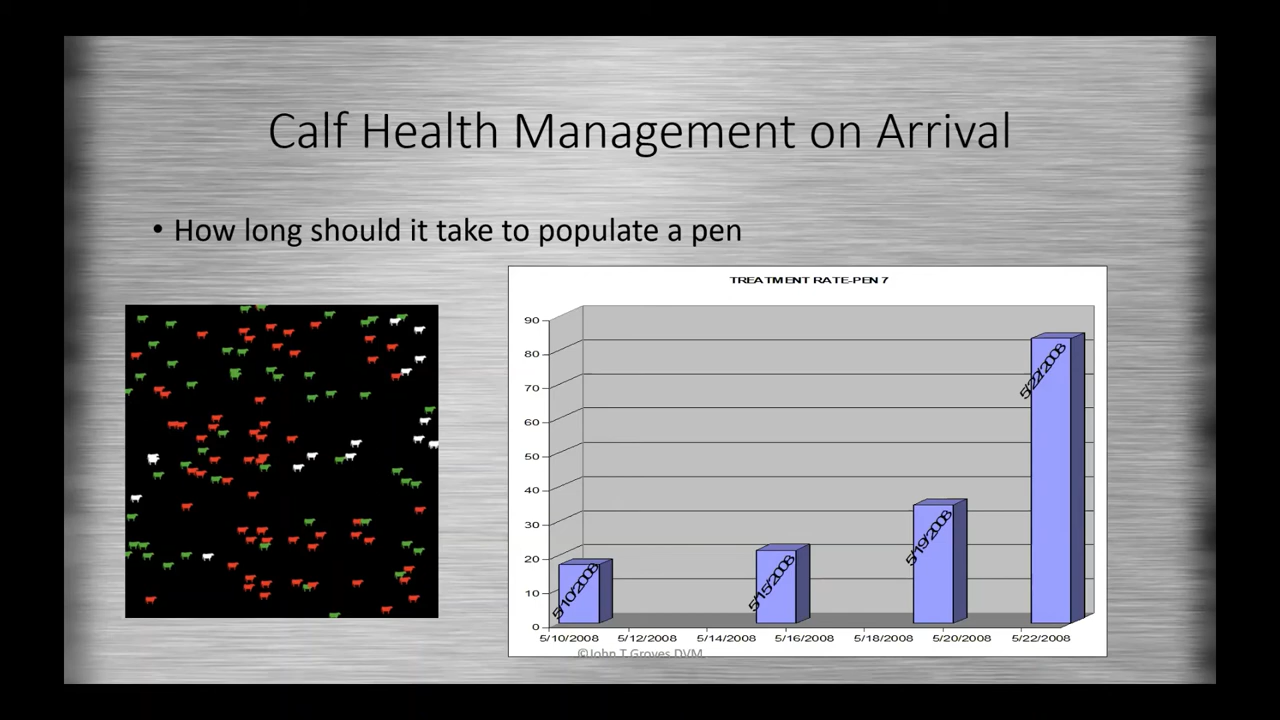 Calf Health Management on Arrival
• How long should it take to populate a pen
TREATMENT RATE-PEN 7
90
80
70
60
50
40
30
20
10
0
5/10/2008
5/15/2008
5/19/2008
5/22/2008
5/10/2008 5/12/2008 5/14/2008 5/16/2008 5/18/2008 5/20/2008 5/22/2008
©John T Groves DVM